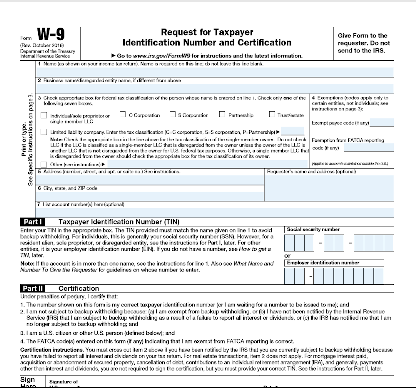 Form W-9
(Rev. October 2018)
Department of the Treasury
Internal Revenue Service
Request for Taxpayer
Identification Number and Certification
▶ Go to www.irs.gov/FormW9 for instructions and the latest information.
Give Form to the
requester. Do not
send to the IRS.
Print or type.
See Specific Instructions on page 3.
1 Name (as shown on your income tax return). Name is required on this line; do not leave this line blank.
2 Business name/disregarded entity name, if different from above
3 Check appropriate box for federal tax classification of the person whose name is entered on line 1. Check only one of the
following seven boxes.
Individual/sole proprietor or
single-member LLC
C Corporation
S Corporation
Partnership
Trust/estate
Limited liability company. Enter the tax classification (C=C corporation, S=S corporation, P=Partnership) ▶
Note: Check the appropriate box in the line above for the tax classification of the single-member owner. Do not check
LLC if the LLC is classified as a single-member LLC that is disregarded from the owner unless the owner of the LLC is
another LLC that is not disregarded from the owner for U.S. federal tax purposes. Otherwise, a single-member LLC that
is disregarded from the owner should check the appropriate box for the tax classification of its owner.
Other (see instructions) ▶
4 Exemptions (codes apply only to
certain entities, not individuals; see
instructions on page 3):
Exempt payee code (if any)
Exemption from FATCA reporting
code (if any)
5 Address (number, street, and apt. or suite no.) See instructions.
Requester's name and address (optional)
6 City, state, and ZIP code
7 List account number(s) here (optional)
Part I Taxpayer Identification Number (TIN)
Enter your TIN in the appropriate box. The TIN provided must match the name given on line 1 to avoid
backup withholding. For individuals, this is generally your social security number (SSN). However, for a
resident alien, sole proprietor, or disregarded entity, see the instructions for Part I, later. For other
entities, it is your employer identification number (EIN). If you do not have a number, see How to get a
TIN, later.
Note: If the account is in more than one name, see the instructions for line 1. Also see What Name and
Number To Give the Requester for guidelines on whose number to enter.
Social security number
or
Employer identification number
Part II Certification
Under penalties of perjury, I certify that:
1. The number shown on this form is my correct taxpayer identification number (or I am waiting for a number to be issued to me); and
2. I am not subject to backup withholding because: (a) I am exempt from backup withholding, or (b) I have not been notified by the Internal Revenue
Service (IRS) that I am subject to backup withholding as a result of a failure to report all interest or dividends, or (c) the IRS has notified me that I am
no longer subject to backup withholding; and
3. I am a U.S. citizen or other U.S. person (defined below); and
4. The FATCA code(s) entered on this form (if any) indicating that I am exempt from FATCA reporting is correct.
Certification instructions. You must cross out item 2 above if you have been notified by the IRS that you are currently subject to backup withholding because
you have failed to report all interest and dividends on your tax return. For real estate transactions, item 2 does not apply. For mortgage interest paid,
acquisition or abandonment of secured property, cancellation of debt, contributions to an individual retirement arrangement (IRA), and generally, payments
other than interest and dividends, you are not required to sign the certification, but you must provide your correct TIN. See the instructions for Part II, later.
Sign
Signature of